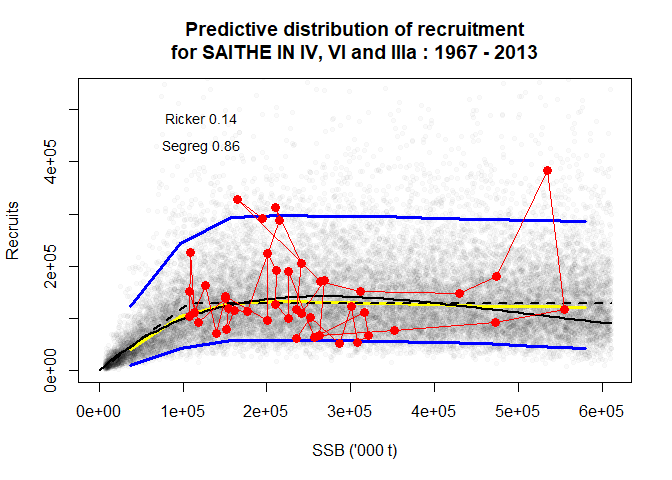 Predictive distribution of recruitment
for SAITHE IN IV, VI and IIIa : 1967 - 2013
Ricker 0.14
Segreg 0.86
Recruits
4e+05
2e+05
0e+00
0e+00 1e+05 2e+05 3e+05 4e+05 5e+05 6e+05
SSB ('000 t)